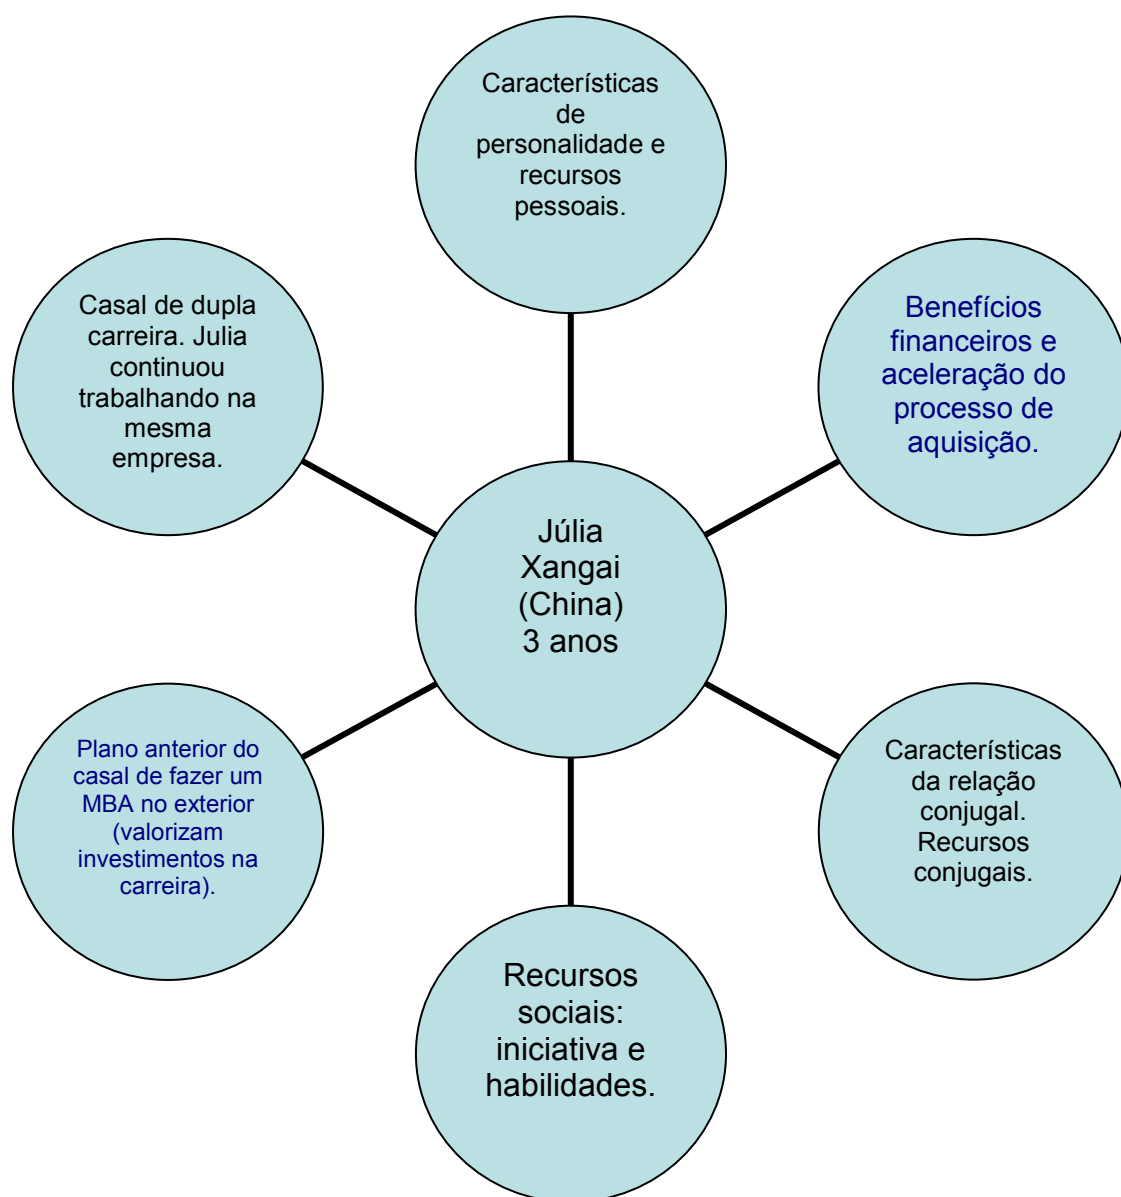 Características
de
personalidade e
recursos
pessoais.
Casal de dupla
carreira. Julia
continuou
trabalhando na
mesma
empresa.
Benefícios
financeiros e
aceleração do
processo de
aquisição.
Júlia
Xangai
(China)
3 anos
Plano anterior do
casal de fazer um
MBA no exterior
(valorizam
investimentos na
carreira).
Características
da relação
conjugal.
Recursos
conjugais.
Recursos
sociais:
iniciativa e
habilidades.